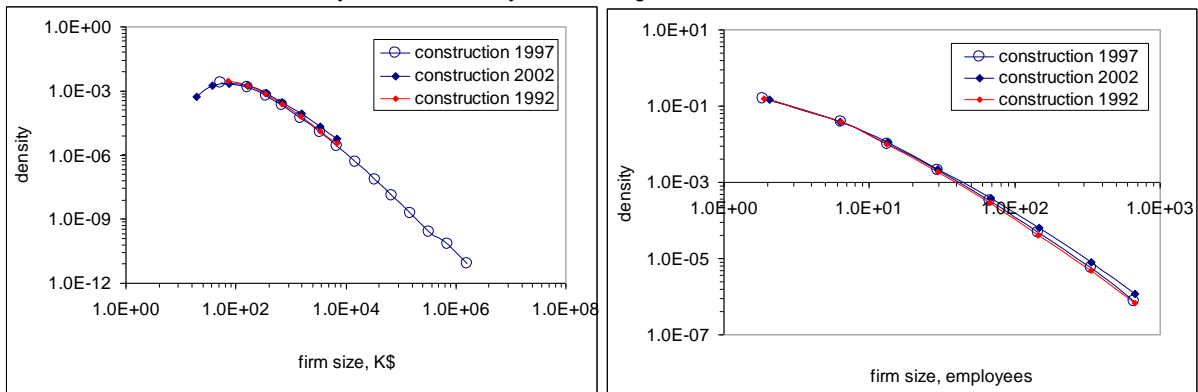 1.0E+00
1.0E-03
1.0E-06
1.0E-09
1.0E-12
density
1.0E+00 1.0E+02 1.0E+04 1.0E+06 1.0E+08
firm size, K$
construction 1997
construction 2002
construction 1992
1.0E+01
1.0E-01
1.0E-03
1.0E-05
1.0E-07
density
1.0E+00 1.0E+01 1.0E+02 1.0E+03
firm size, employees
construction 1997
construction 2002
construction 1992